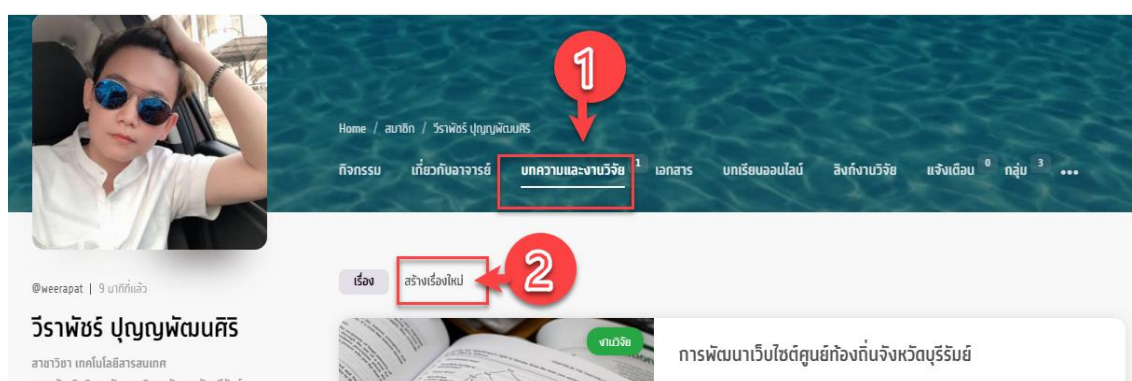 1
Home / สมาชิก / วีราพัชร์ ปุญญพัฒนศิริ
กิจกรรม เกี่ยวกับอาจารย์ บทความและงานวิจัย 1 เอกสาร บทเรียนออนไลน์ ลิงก์งานวิจัย แจ้งเตือน 0 กลุ่ม 3 •••
เรื่อง สร้างเรื่องใหม่ 2
@weerapat | 9 นาทีที่แล้ว
วีราพัชร์ ปุญญพัฒนศิริ
สาขาวิชา เทคโนโลยีสารสนเทศ
งานวิจัย
การพัฒนาเว็บไซต์ศูนย์ท้องถิ่นจังหวัดบุรีรัมย์